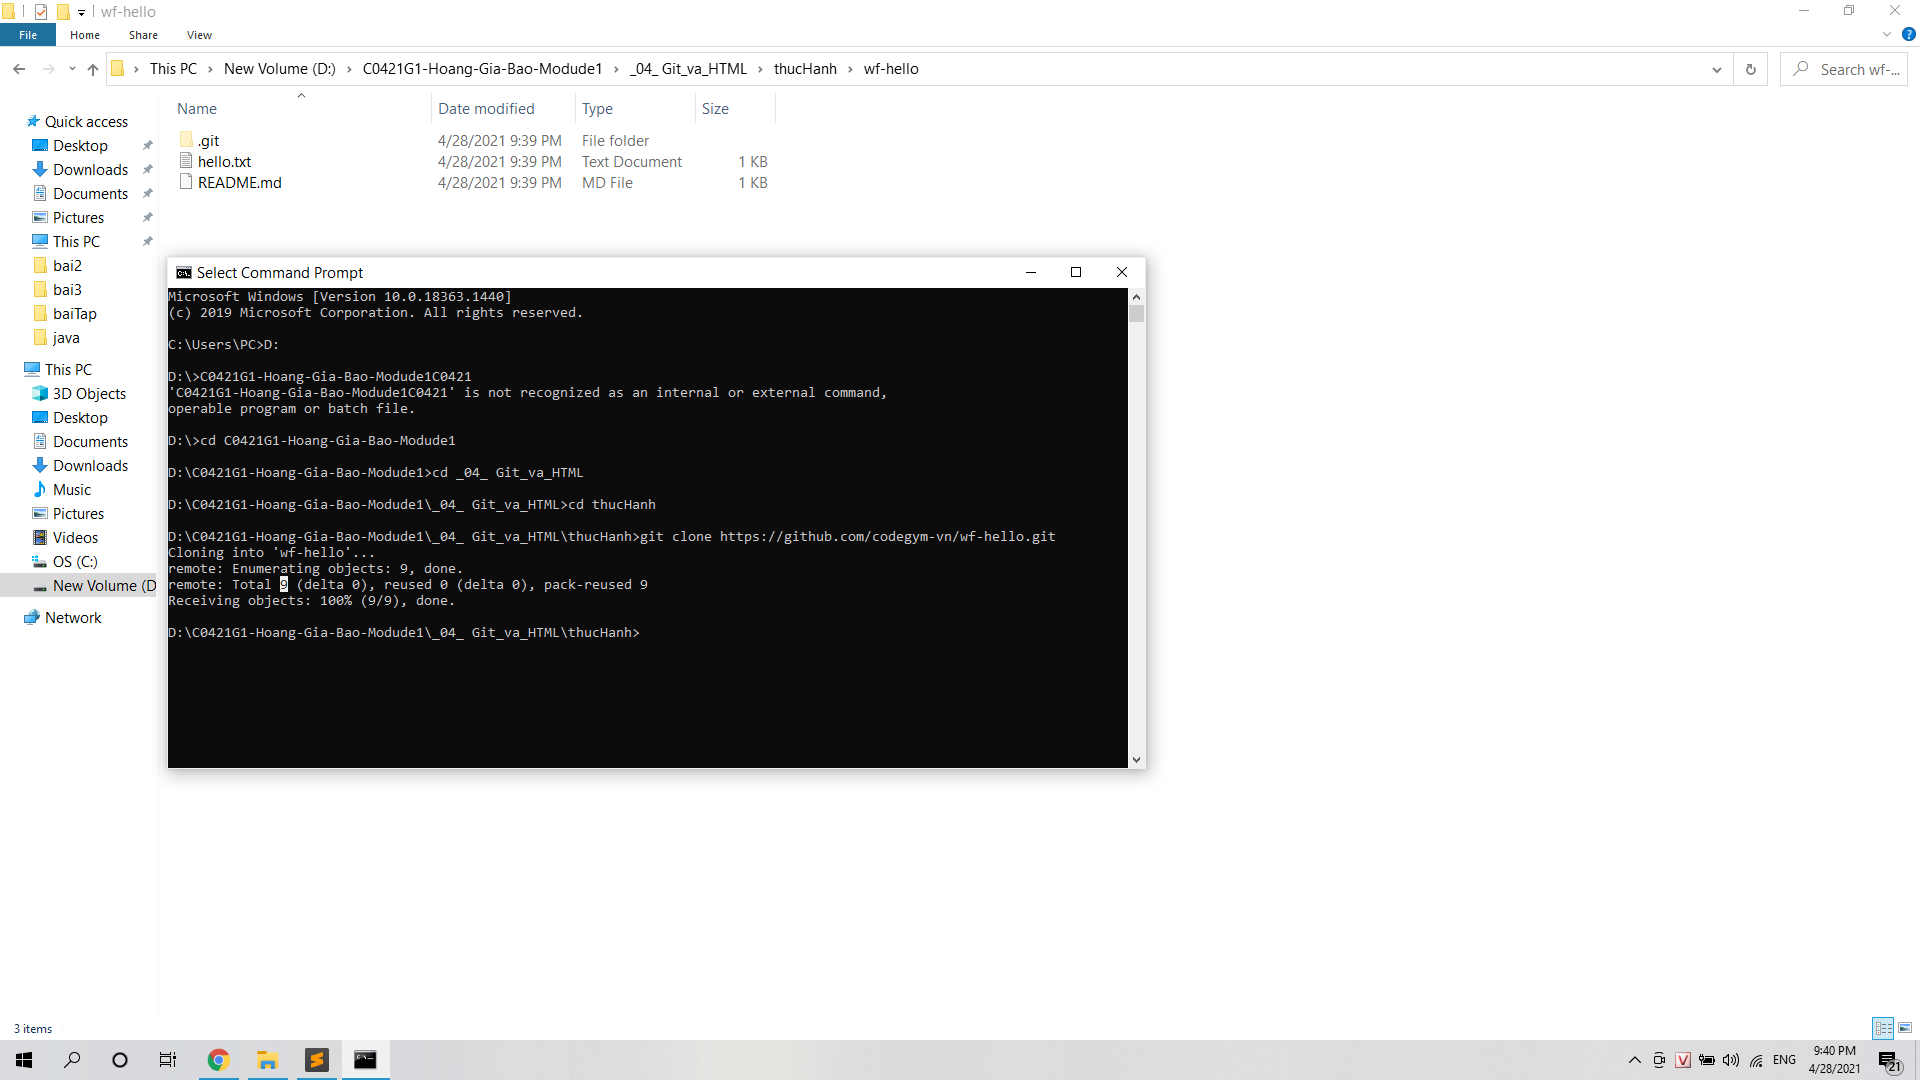 wf-hello
File Home Share View
This PC New Volume (D:) C0421G1-Hoang-Gia-Bao-Modude1 _04_ Git_va_HTML thucHanh wf-hello
Search wf-...
Name Date modified Type Size
.git 4/28/2021 9:39 PM File folder
hello.txt 4/28/2021 9:39 PM Text Document 1 KB
README.md 4/28/2021 9:39 PM MD File 1 KB
Quick access
Desktop
Downloads
Documents
Pictures
This PC
bai2
bai3
baiTap
java
This PC
3D Objects
Desktop
Documents
Downloads
Music
Pictures
Videos
OS (C:)
New Volume (D
Network
Select Command Prompt
Microsoft Windows [Version 10.0.18363.1440]
(c) 2019 Microsoft Corporation. All rights reserved.
C:\Users\PC>D:
D:\>C0421G1-Hoang-Gia-Bao-Modude1C0421
'C0421G1-Hoang-Gia-Bao-Modude1C0421' is not recognized as an internal or external command,
operable program or batch file.
D:\>cd C0421G1-Hoang-Gia-Bao-Modude1
D:\C0421G1-Hoang-Gia-Bao-Modude1>cd _04_ Git_va_HTML
D:\C0421G1-Hoang-Gia-Bao-Modude1\_04_ Git_va_HTML>cd thucHanh
D:\C0421G1-Hoang-Gia-Bao-Modude1\_04_ Git_va_HTML\thucHanh>git clone https://github.com/codegym-vn/wf-hello.git
Cloning into 'wf-hello'...
remote: Enumerating objects: 9, done.
remote: Total 9 (delta 0), reused 0 (delta 0), pack-reused 9
Receiving objects: 100% (9/9), done.
D:\C0421G1-Hoang-Gia-Bao-Modude1\_04_ Git_va_HTML\thucHanh>
3 items
ENG
9:40 PM
4/28/2021
21